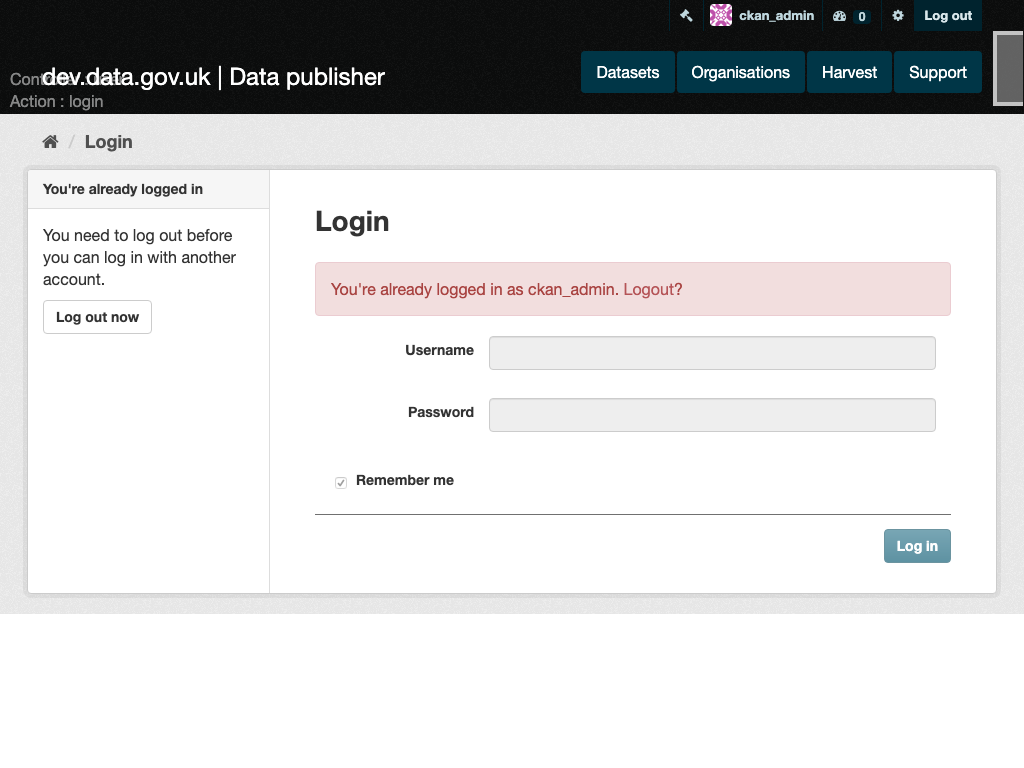 ckan_admin
0
Log out
dev.data.gov.uk | Data publisher
Action : login
Datasets
Organisations
Harvest
Support
/ Login
You're already logged in
You need to log out before
you can log in with another
account.
Log out now
Login
You're already logged in as ckan_admin. Logout?
Username
Password
Remember me
Log in